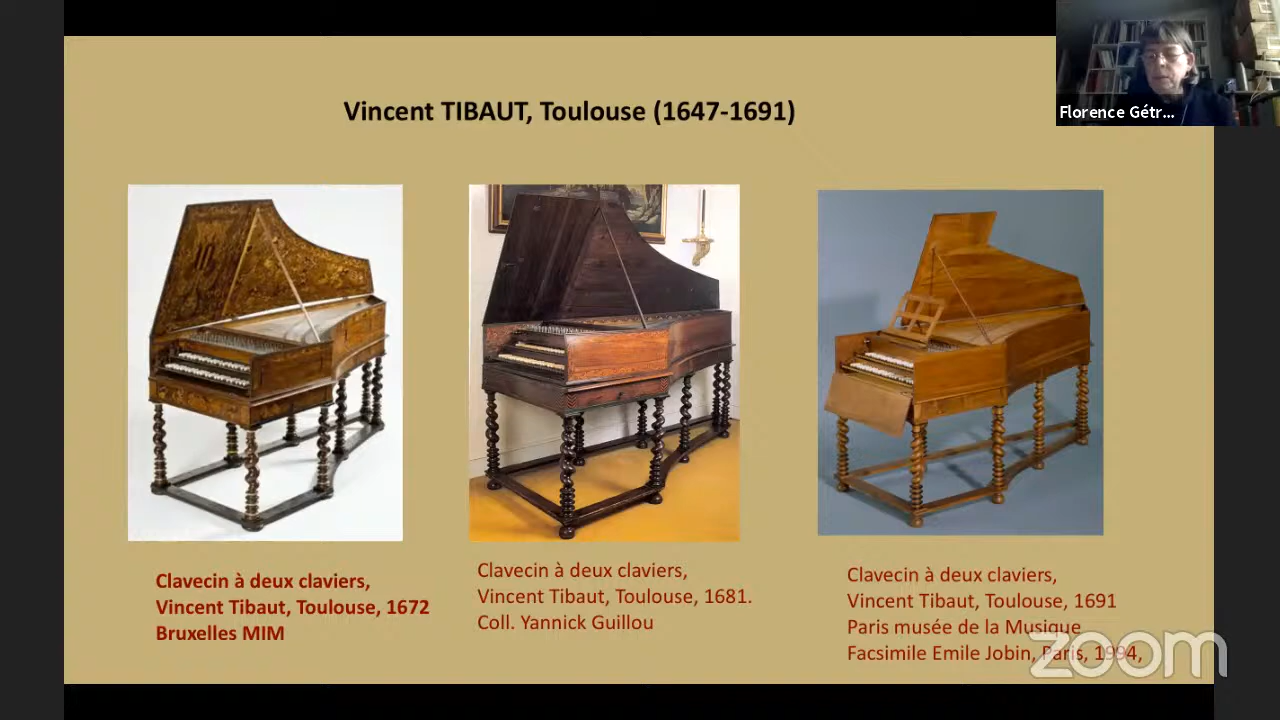 Florence Gétr...
Vincent TIBAUT, Toulouse (1647-1691)
Clavecin à deux claviers,
Vincent Tibaut, Toulouse, 1672
Bruxelles MIM
Clavecin à deux claviers,
Vincent Tibaut, Toulouse, 1681.
Coll. Yannick Guillou
Clavecin à deux claviers,
Vincent Tibaut, Toulouse, 1691
Paris musée de la Musique
Facsimile Emile Jobin, Paris, 1994,
zoom